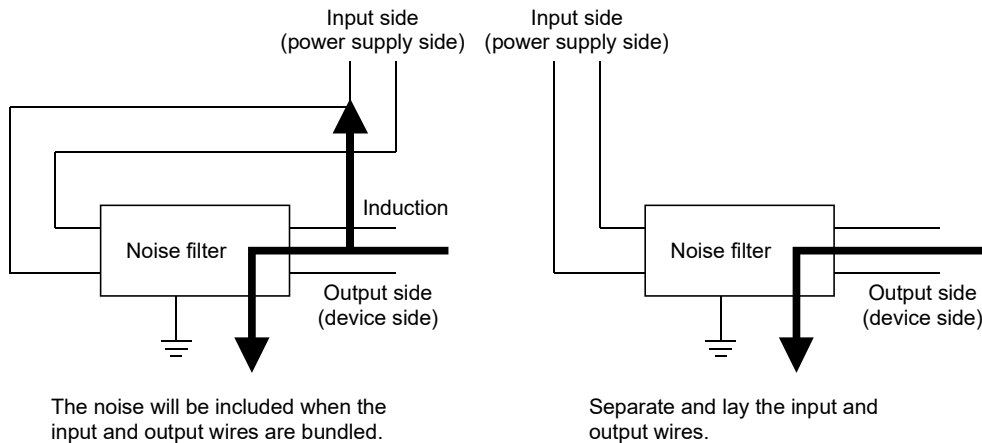 Input side
(power supply side)
Induction
Noise filter
Output side
(device side)
The noise will be included when the
input and output wires are bundled.
Input side
(power supply side)
Noise filter
Output side
(device side)
Separate and lay the input and
output wires.